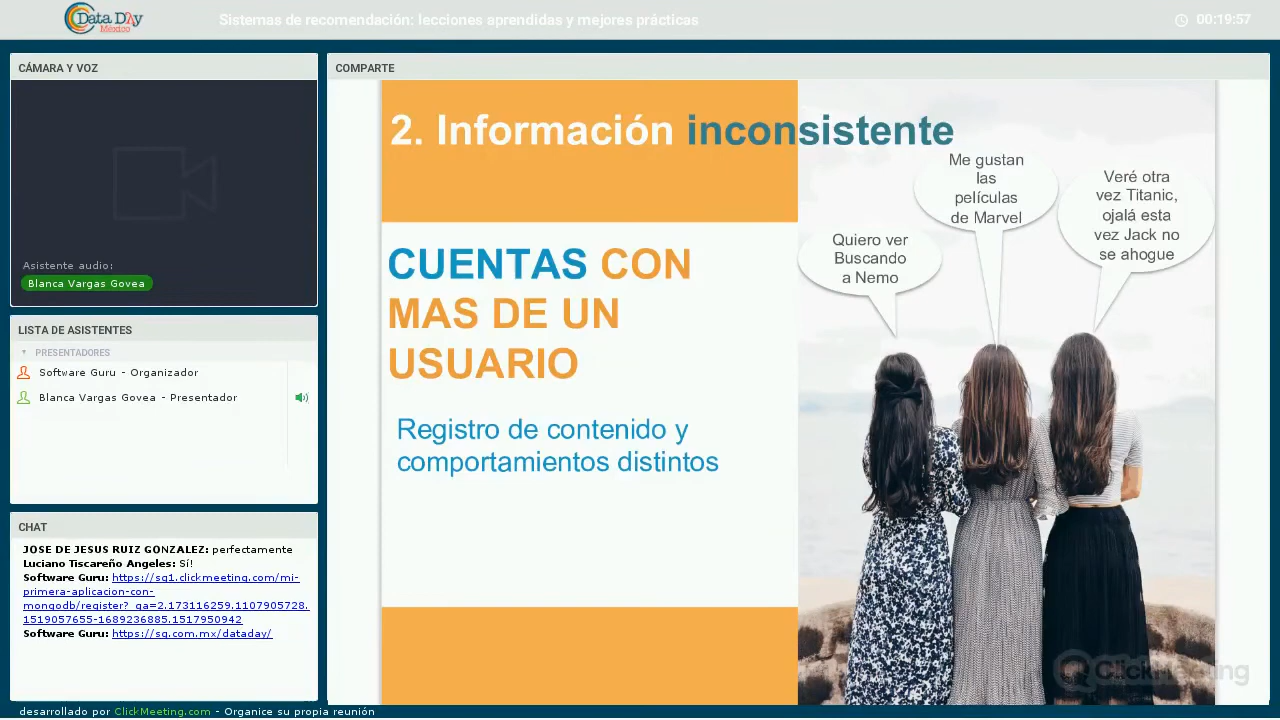 Data Day
México
Sistemas de recomendación: lecciones aprendidas y mejores prácticas
00:19:57
CÁMARA Y VOZ
Asistente audio:
Blanca Vargas Govea
LISTA DE ASISTENTES
PRESENTADORES
Software Guru - Organizador
Blanca Vargas Govea - Presentador
CHAT
JOSE DE JESUS RUIZ GONZALEZ: perfectamente
Luciano Tiscareño Angeles: Sí!
Software Guru: https://sg1.clickmeeting.com/mi-
primera-aplicacion-con-
mongodb/register?_ga=2.173116259.1107905728.
1519057655-1689236885.1517950942
Software Guru: https://sg.com.mx/dataday/
COMPARTE
2. Información inconsistente
CUENTAS CON
MAS DE UN
USUARIO
Registro de contenido y
comportamientos distintos
Quiero ver
Buscando
a Nemo
Me gustan
las
películas
de Marvel
Veré otra
vez Titanic,
ojalá esta
vez Jack no
se ahogue
ClickMeeting
desarrollado por ClickMeeting.com - Organice su propia reunión